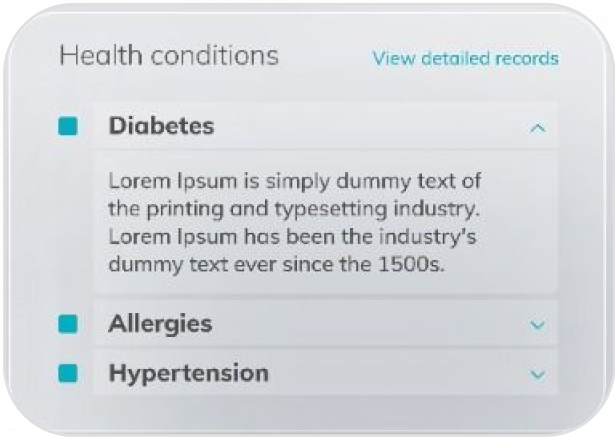 Health conditions
View detailed records
Diabetes
Lorem Ipsum is simply dummy text of
the printing and typesetting industry.
Lorem Ipsum has been the industry's
dummy text ever since the 1500s.
Allergies
Hypertension